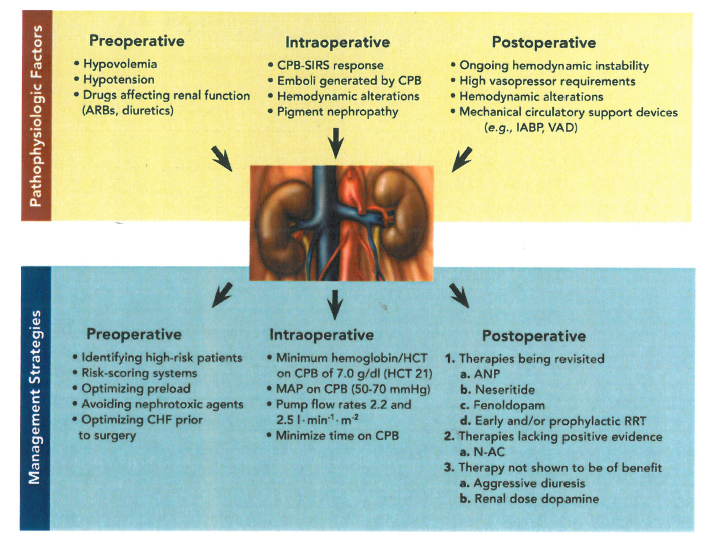 Pathophysiologic Factors
Preoperative
• Hypovolemia
• Hypotension
• Drugs affecting renal function
(ARBs, diuretics)
Intraoperative
• CPB-SIRS response
• Emboli generated by CPB
• Hemodynamic alterations
• Pigment nephropathy
Postoperative
• Ongoing hemodynamic instability
• High vasopressor requirements
• Hemodynamic alterations
• Mechanical circulatory support devices
(e.g., IABP, VAD)
Management Strategies
Preoperative
• Identifying high-risk patients
• Risk-scoring systems
• Optimizing preload
• Avoiding nephrotoxic agents
• Optimizing CHF prior
to surgery
Intraoperative
• Minimum hemoglobin/HCT
on CPB of 7.0 g/dl (HCT 21)
• MAP on CPB (50-70 mmHg)
• Pump flow rates 2.2 and
2.5 l·min⁻¹·m⁻²
• Minimize time on CPB
Postoperative
1. Therapies being revisited
a. ANP
b. Neseritide
c. Fenoldopam
d. Early and/or prophylactic RRT
2. Therapies lacking positive evidence
a. N-AC
3. Therapy not shown to be of benefit
a. Aggressive diuresis
b. Renal dose dopamine